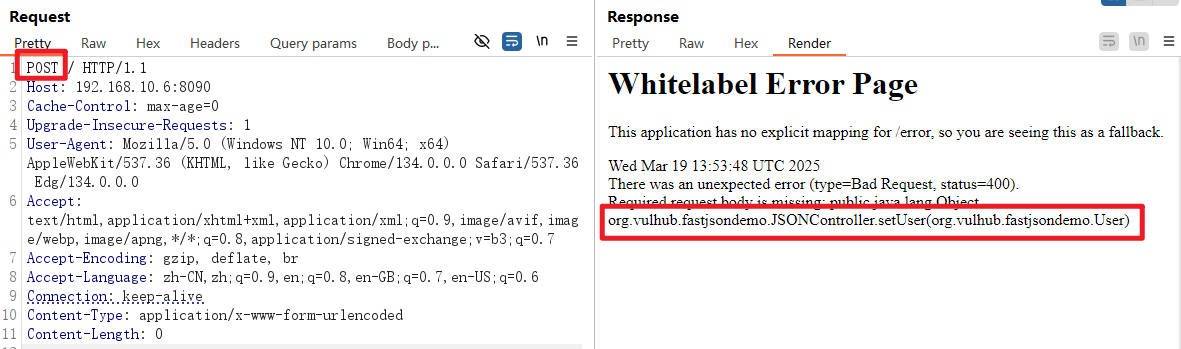 Request
Pretty Raw Hex Headers Query params Body p... \n
1 POST / HTTP/1.1
2 Host: 192.168.10.6:8090
3 Cache-Control: max-age=0
4 Upgrade-Insecure-Requests: 1
5 User-Agent: Mozilla/5.0 (Windows NT 10.0; Win64; x64)
AppleWebKit/537.36 (KHTML, like Gecko) Chrome/134.0.0.0 Safari/537.36
Edg/134.0.0.0
6 Accept:
text/html,application/xhtml+xml,application/xml;q=0.9,image/avif,imag
e/webp,image/apng,*/*;q=0.8,application/signed-exchange;v=b3;q=0.7
7 Accept-Encoding: gzip, deflate, br
8 Accept-Language: zh-CN,zh;q=0.9,en;q=0.8,en-GB;q=0.7,en-US;q=0.6
9 Connection: keep-alive
10 Content-Type: application/x-www-form-urlencoded
11 Content-Length: 0
Response
Pretty Raw Hex Render \n
Whitelabel Error Page
This application has no explicit mapping for /error, so you are seeing this as a fallback.
Wed Mar 19 13:53:48 UTC 2025
There was an unexpected error (type=Bad Request, status=400).
Required request body is missing: public java.lang.Object
org.vulhub.fastjsondemo.JSONController.setUser(org.vulhub.fastjsondemo.User)